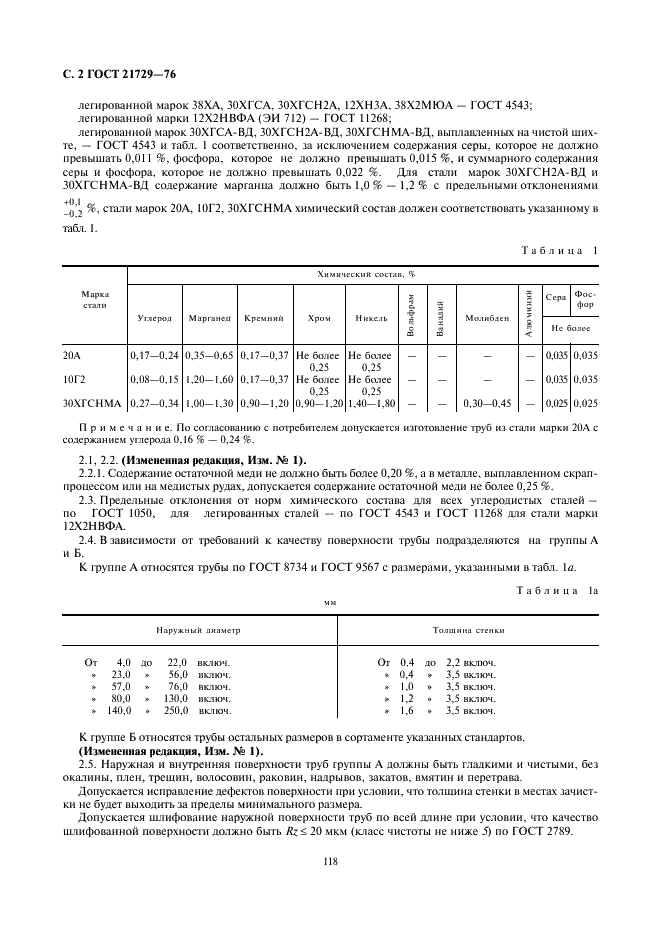 С. 2 ГОСТ 21729—76
легированной марок 38ХА, 30ХГСА, 30ХГСН2А, 12ХН3А, 38Х2МЮА — ГОСТ 4543;
легированной марки 12Х2НВФА (ЭИ 712) — ГОСТ 11268;
легированной марок 30ХГСА-ВД, 30ХГСН2А-ВД, 30ХГСНМА-ВД, выплавленных на чистой ших-
те, — ГОСТ 4543 и табл. 1 соответственно, за исключением содержания серы, которое не должно
превышать 0,011 %, фосфора, которое не должно превышать 0,015 %, и суммарного содержания
серы и фосфора, которое не должно превышать 0,022 %. Для стали марок 30ХГСН2А-ВД и
30ХГСНМА-ВД содержание марганца должно быть 1,0 % — 1,2 % с предельными отклонениями
+0,1
−0,2 %, стали марок 20А, 10Г2, 30ХГСНМА химический состав должен соответствовать указанному в
табл. 1.
Таблица 1
Марка стали
Химический состав, %
Углерод Марганец Кремний Хром Никель Вольфрам Ванадий Молибден Алюминий Сера Фос-
фор
Не более
20А 0,17—0,24 0,35—0,65 0,17—0,37 Не более Не более — — — — 0,035 0,035
0,25 0,25
10Г2 0,08—0,15 1,20—1,60 0,17—0,37 Не более Не более — — — — 0,035 0,035
0,25 0,25
30ХГСНМА 0,27—0,34 1,00—1,30 0,90—1,20 0,90—1,20 1,40—1,80 — — 0,30—0,45 — 0,025 0,025
Примечание. По согласованию с потребителем допускается изготовление труб из стали марки 20А с
содержанием углерода 0,16 % — 0,24 %.
2.1, 2.2. (Измененная редакция, Изм. № 1).
2.2.1. Содержание остаточной меди не должно быть более 0,20 %, а в металле, выплавленном скрап-
процессом или на медистых рудах, допускается содержание остаточной меди не более 0,25 %.
2.3. Предельные отклонения от норм химического состава для всех углеродистых сталей —
по ГОСТ 1050, для легированных сталей — по ГОСТ 4543 и ГОСТ 11268 для стали марки
12Х2НВФА.
2.4. В зависимости от требований к качеству поверхности трубы подразделяются на группы А
и Б.
К группе А относятся трубы по ГОСТ 8734 и ГОСТ 9567 с размерами, указанными в табл. 1а.
Таблица 1а
мм
Наружный диаметр Толщина стенки
От 4,0 до 22,0 включ. От 0,4 до 2,2 включ.
» 23,0 » 56,0 включ. » 0,4 » 3,5 включ.
» 57,0 » 76,0 включ. » 1,0 » 3,5 включ.
» 80,0 » 130,0 включ. » 1,2 » 3,5 включ.
» 140,0 » 250,0 включ. » 1,6 » 3,5 включ.
К группе Б относятся трубы остальных размеров в сортаменте указанных стандартов.
(Измененная редакция, Изм. № 1).
2.5. Наружная и внутренняя поверхности труб группы А должны быть гладкими и чистыми, без
окалины, плен, трещин, волосовин, раковин, надрывов, закатов, вмятин и перетрава.
Допускается исправление дефектов поверхности при условии, что толщина стенки в местах зачист-
ки не будет выходить за пределы минимального размера.
Допускается шлифование наружной поверхности труб по всей длине при условии, что качество
шлифованной поверхности должно быть Rz ≤ 20 мкм (класс чистоты не ниже 5) по ГОСТ 2789.
118